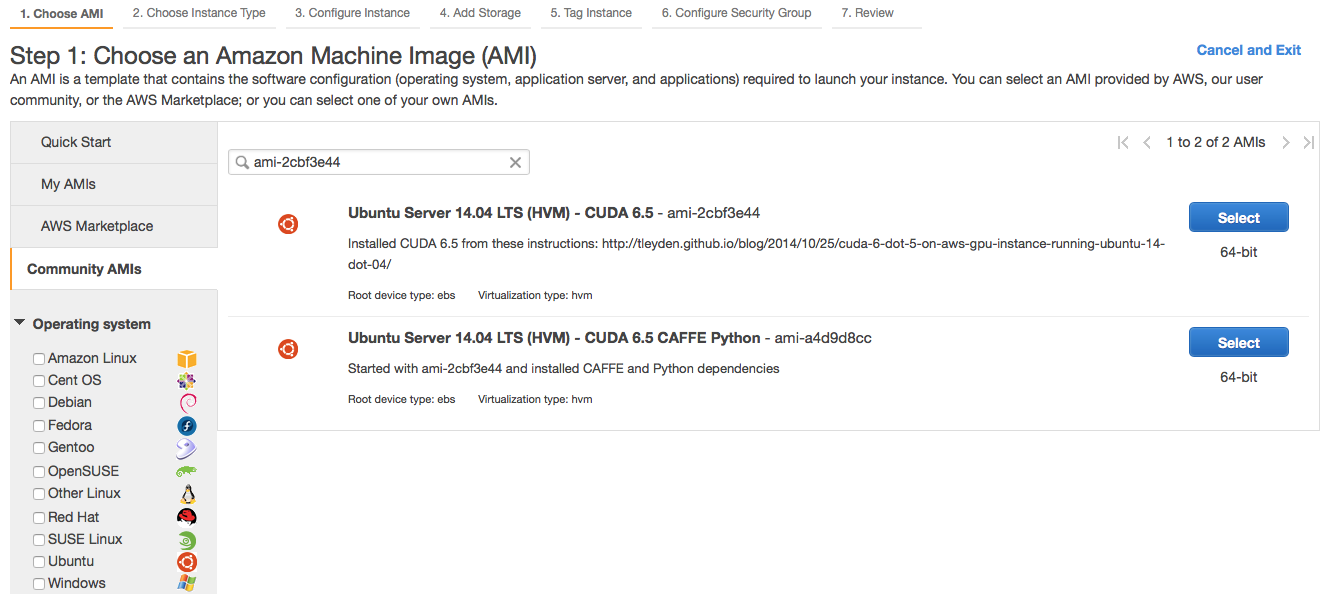 1. Choose AMI 2. Choose Instance Type 3. Configure Instance 4. Add Storage 5. Tag Instance 6. Configure Security Group 7. Review
Step 1: Choose an Amazon Machine Image (AMI)
Cancel and Exit
An AMI is a template that contains the software configuration (operating system, application server, and applications) required to launch your instance. You can select an AMI provided by AWS, our user
community, or the AWS Marketplace; or you can select one of your own AMIs.
Quick Start
My AMIs
AWS Marketplace
Community AMIs
Operating system
Amazon Linux
Cent OS
Debian
Fedora
Gentoo
OpenSUSE
Other Linux
Red Hat
SUSE Linux
Ubuntu
Windows
ami-2cbf3e44
1 to 2 of 2 AMIs
Ubuntu Server 14.04 LTS (HVM) - CUDA 6.5 - ami-2cbf3e44
Installed CUDA 6.5 from these instructions: http://tleyden.github.io/blog/2014/10/25/cuda-6-dot-5-on-aws-gpu-instance-running-ubuntu-14-
dot-04/
Root device type: ebs Virtualization type: hvm
Select
64-bit
Ubuntu Server 14.04 LTS (HVM) - CUDA 6.5 CAFFE Python - ami-a4d9d8cc
Started with ami-2cbf3e44 and installed CAFFE and Python dependencies
Root device type: ebs Virtualization type: hvm
Select
64-bit